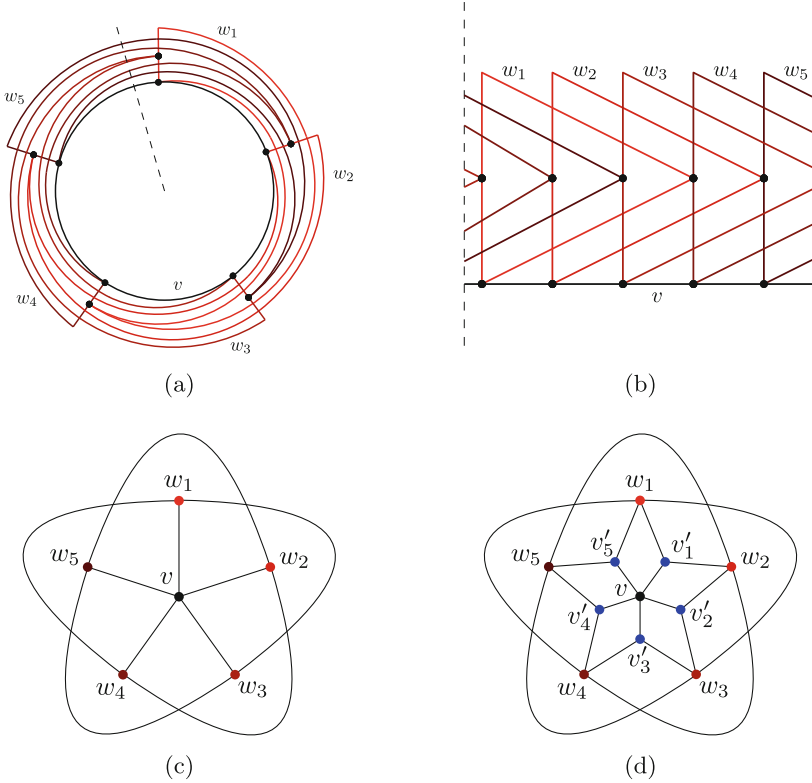 w₁
w₅
w₂
v
w₄
w₃
(a)
w₁ w₂ w₃ w₄ w₅
v
(b)
w₁
w₅ v w₂
w₄ w₃
(c)
w₁
v′₅ v′₁
w₅ w₂
v
v′₄ v′₂
v′₃
w₄ w₃
(d)